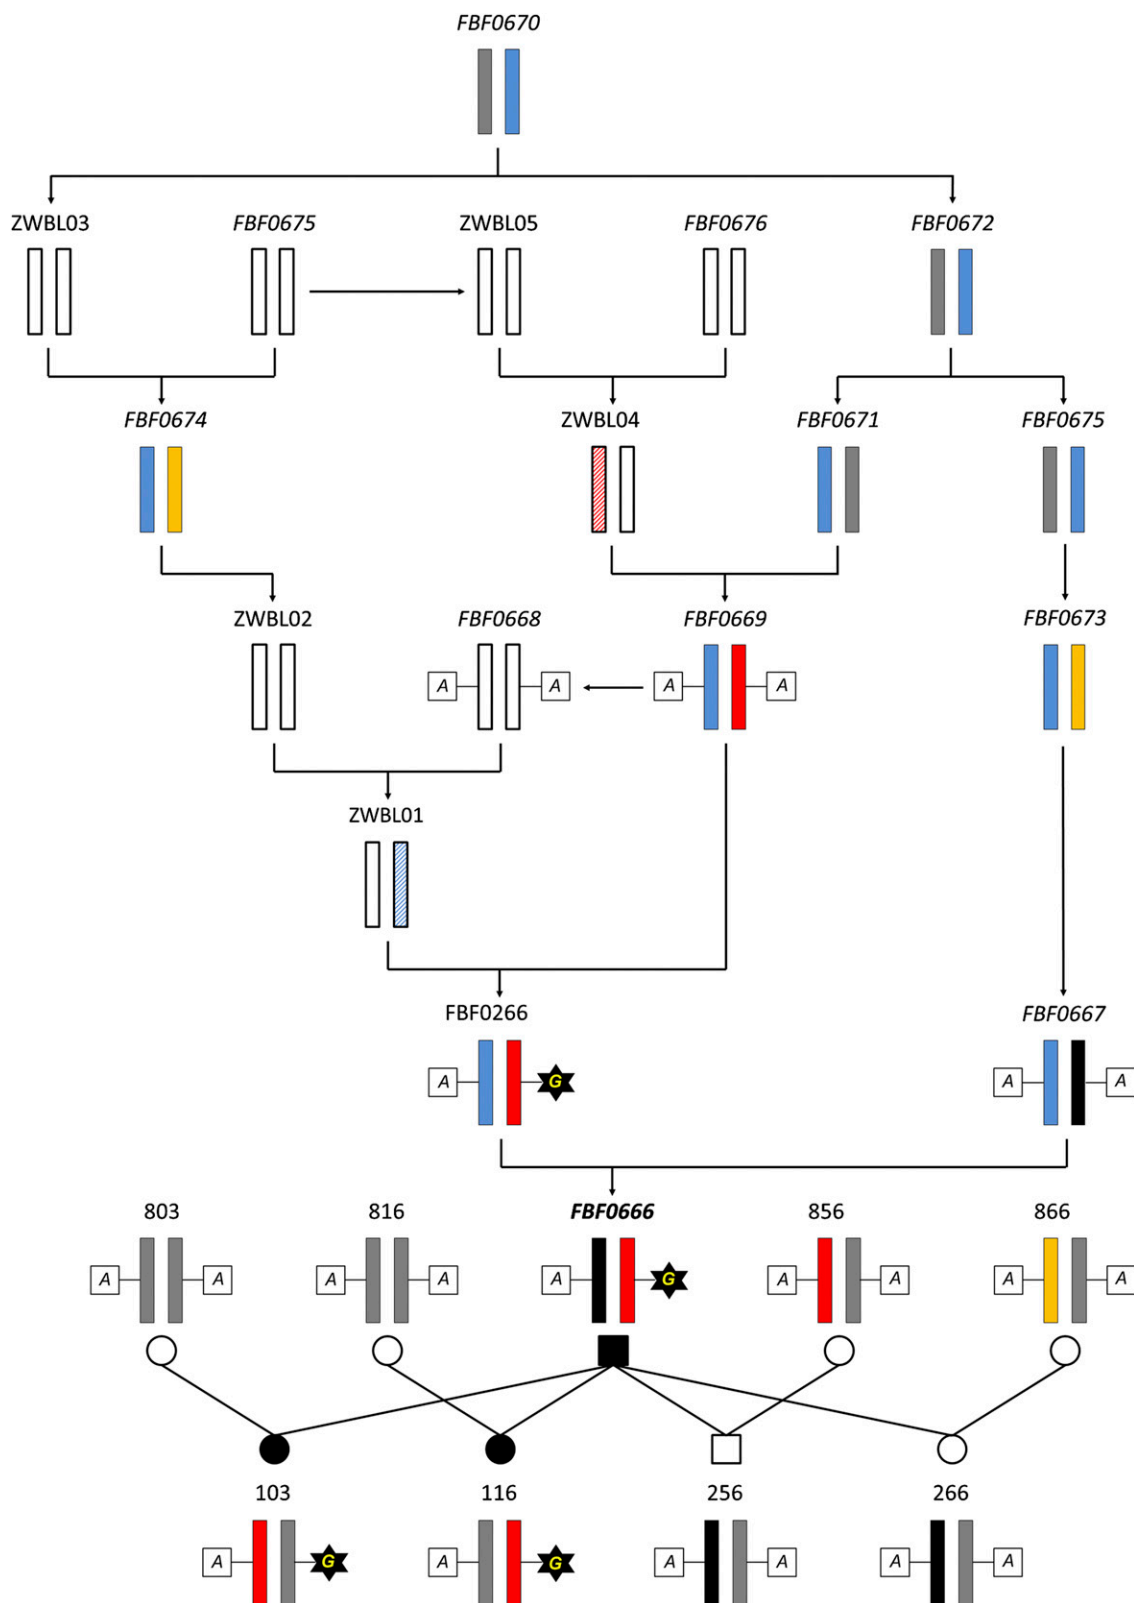 FBF0670
ZWBL03 FBF0675 ZWBL05 FBF0676 FBF0672
FBF0674 ZWBL04 FBF0671 FBF0675
ZWBL02 FBF0668 FBF0669 FBF0673
A A A A
ZWBL01
FBF0266 FBF0667
A G A A
803 816 FBF0666 856 866
A A A A A G A A A A
103 116 256 266
A G A G A A A A